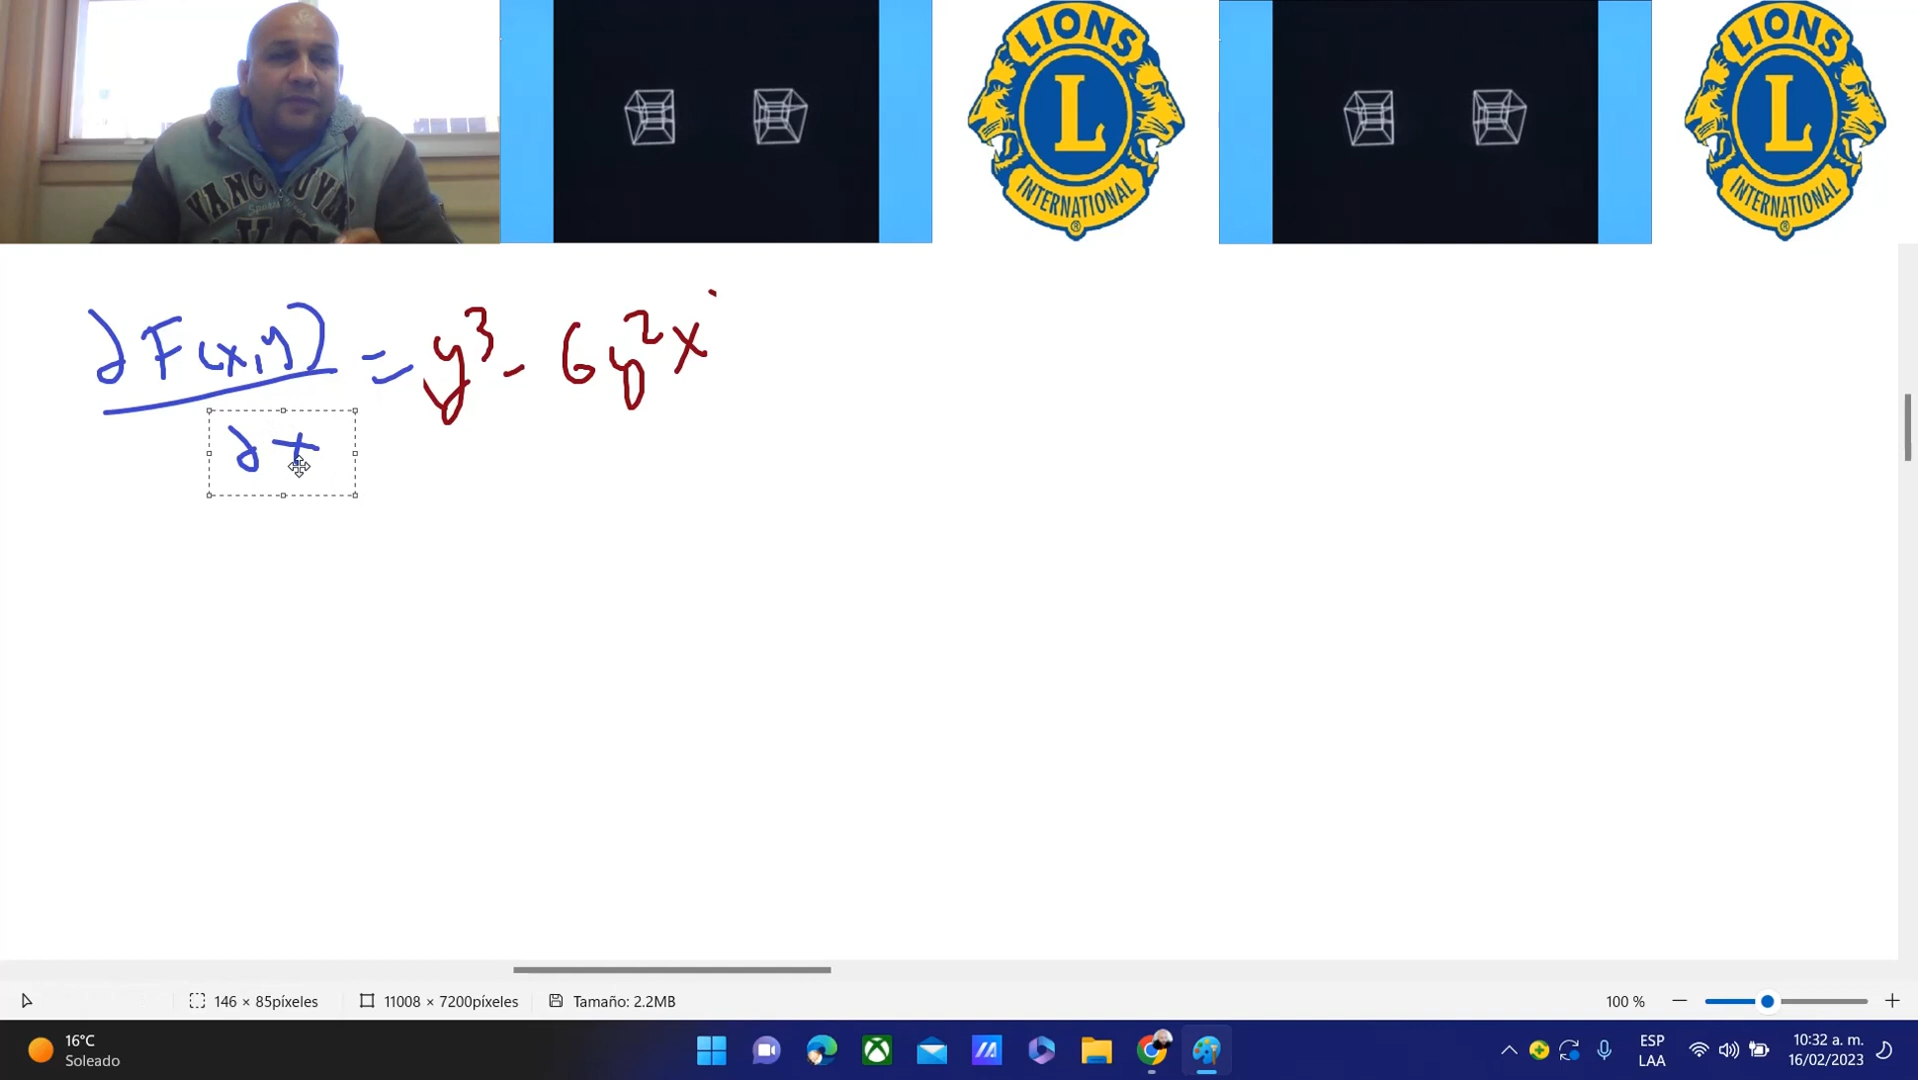 VANCOUVER
LIONS
L
INTERNATIONAL
®
LIONS
L
INTERNATIONAL
®
∂F(x,y) = y³ - 6y²x
∂x
146 × 85píxeles
11008 × 7200píxeles
Tamaño: 2.2MB
100 %
16°C
Soleado
ESP
LAA
10:32 a. m.
16/02/2023